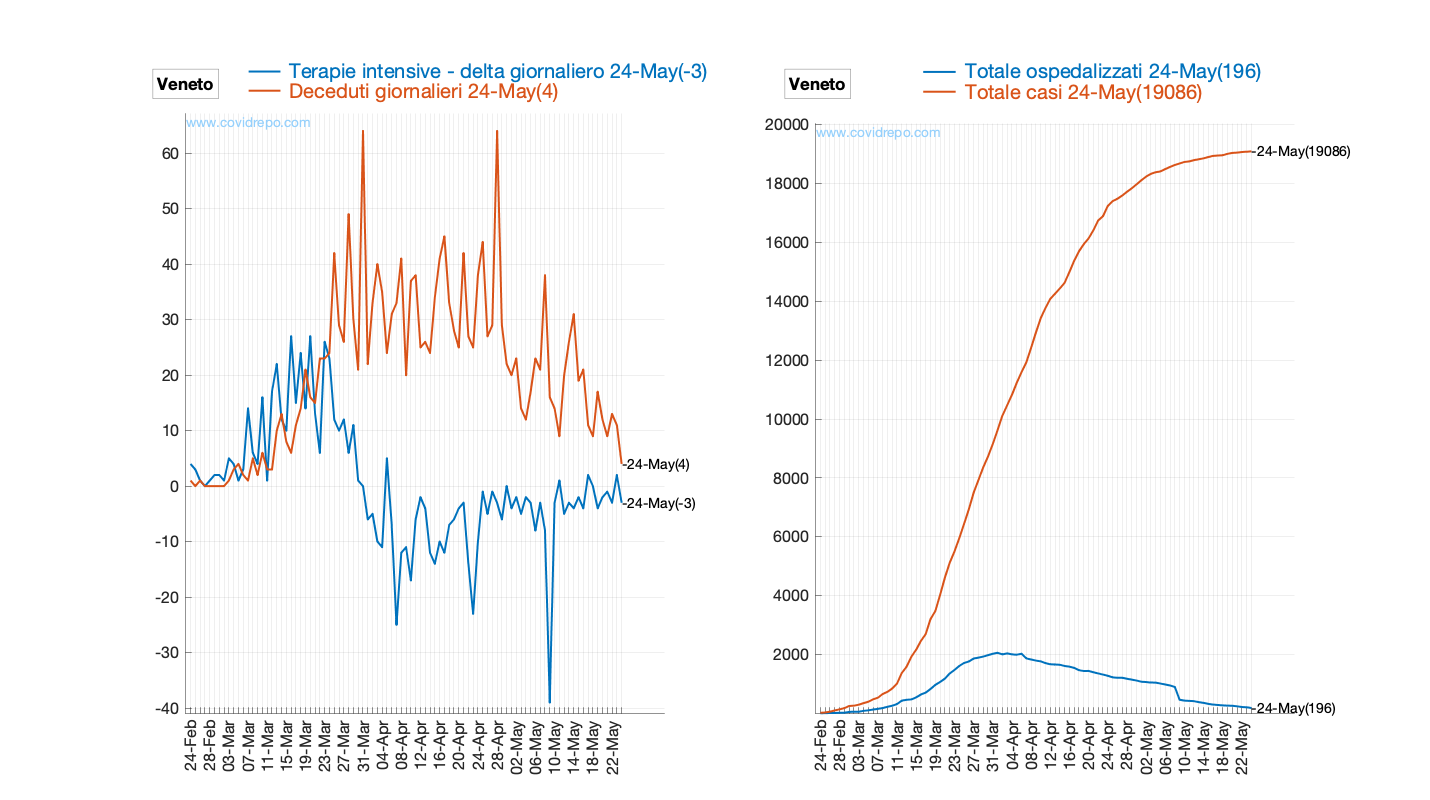 Veneto
Terapie intensive - delta giornaliero 24-May(-3)
Deceduti giornalieri 24-May(4)
www.covidrepo.com
60
50
40
30
20
10
0
-10
-20
-30
-40
-24-May(4)
-24-May(-3)
24-Feb
28-Feb
03-Mar
07-Mar
11-Mar
15-Mar
19-Mar
23-Mar
27-Mar
31-Mar
04-Apr
08-Apr
12-Apr
16-Apr
20-Apr
24-Apr
28-Apr
02-May
06-May
10-May
14-May
18-May
22-May
Veneto
Totale ospedalizzati 24-May(196)
Totale casi 24-May(19086)
www.covidrepo.com
20000
18000
16000
14000
12000
10000
8000
6000
4000
2000
-24-May(19086)
-24-May(196)
24-Feb
28-Feb
03-Mar
07-Mar
11-Mar
15-Mar
19-Mar
23-Mar
27-Mar
31-Mar
04-Apr
08-Apr
12-Apr
16-Apr
20-Apr
24-Apr
28-Apr
02-May
06-May
10-May
14-May
18-May
22-May